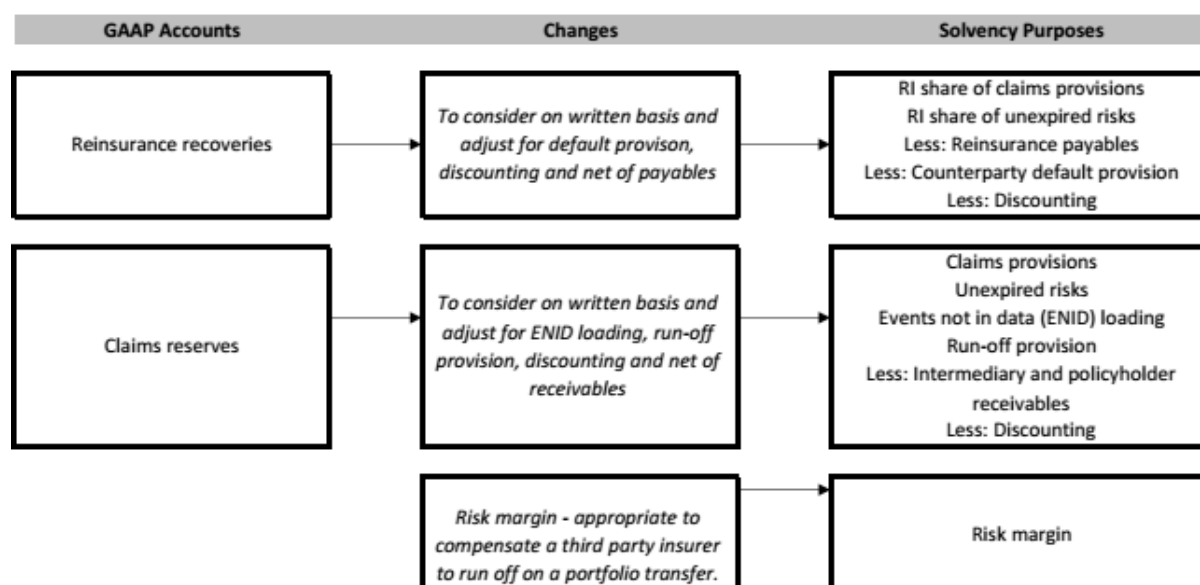 GAAP Accounts
Changes
Solvency Purposes
Reinsurance recoveries
To consider on written basis and
adjust for default provison,
discounting and net of payables
RI share of claims provisions
RI share of unexpired risks
Less: Reinsurance payables
Less: Counterparty default provision
Less: Discounting
Claims reserves
To consider on written basis and
adjust for ENID loading, run-off
provision, discounting and net of
receivables
Claims provisions
Unexpired risks
Events not in data (ENID) loading
Run-off provision
Less: Intermediary and policyholder
receivables
Less: Discounting
Risk margin - appropriate to
compensate a third party insurer
to run off on a portfolio transfer.
Risk margin